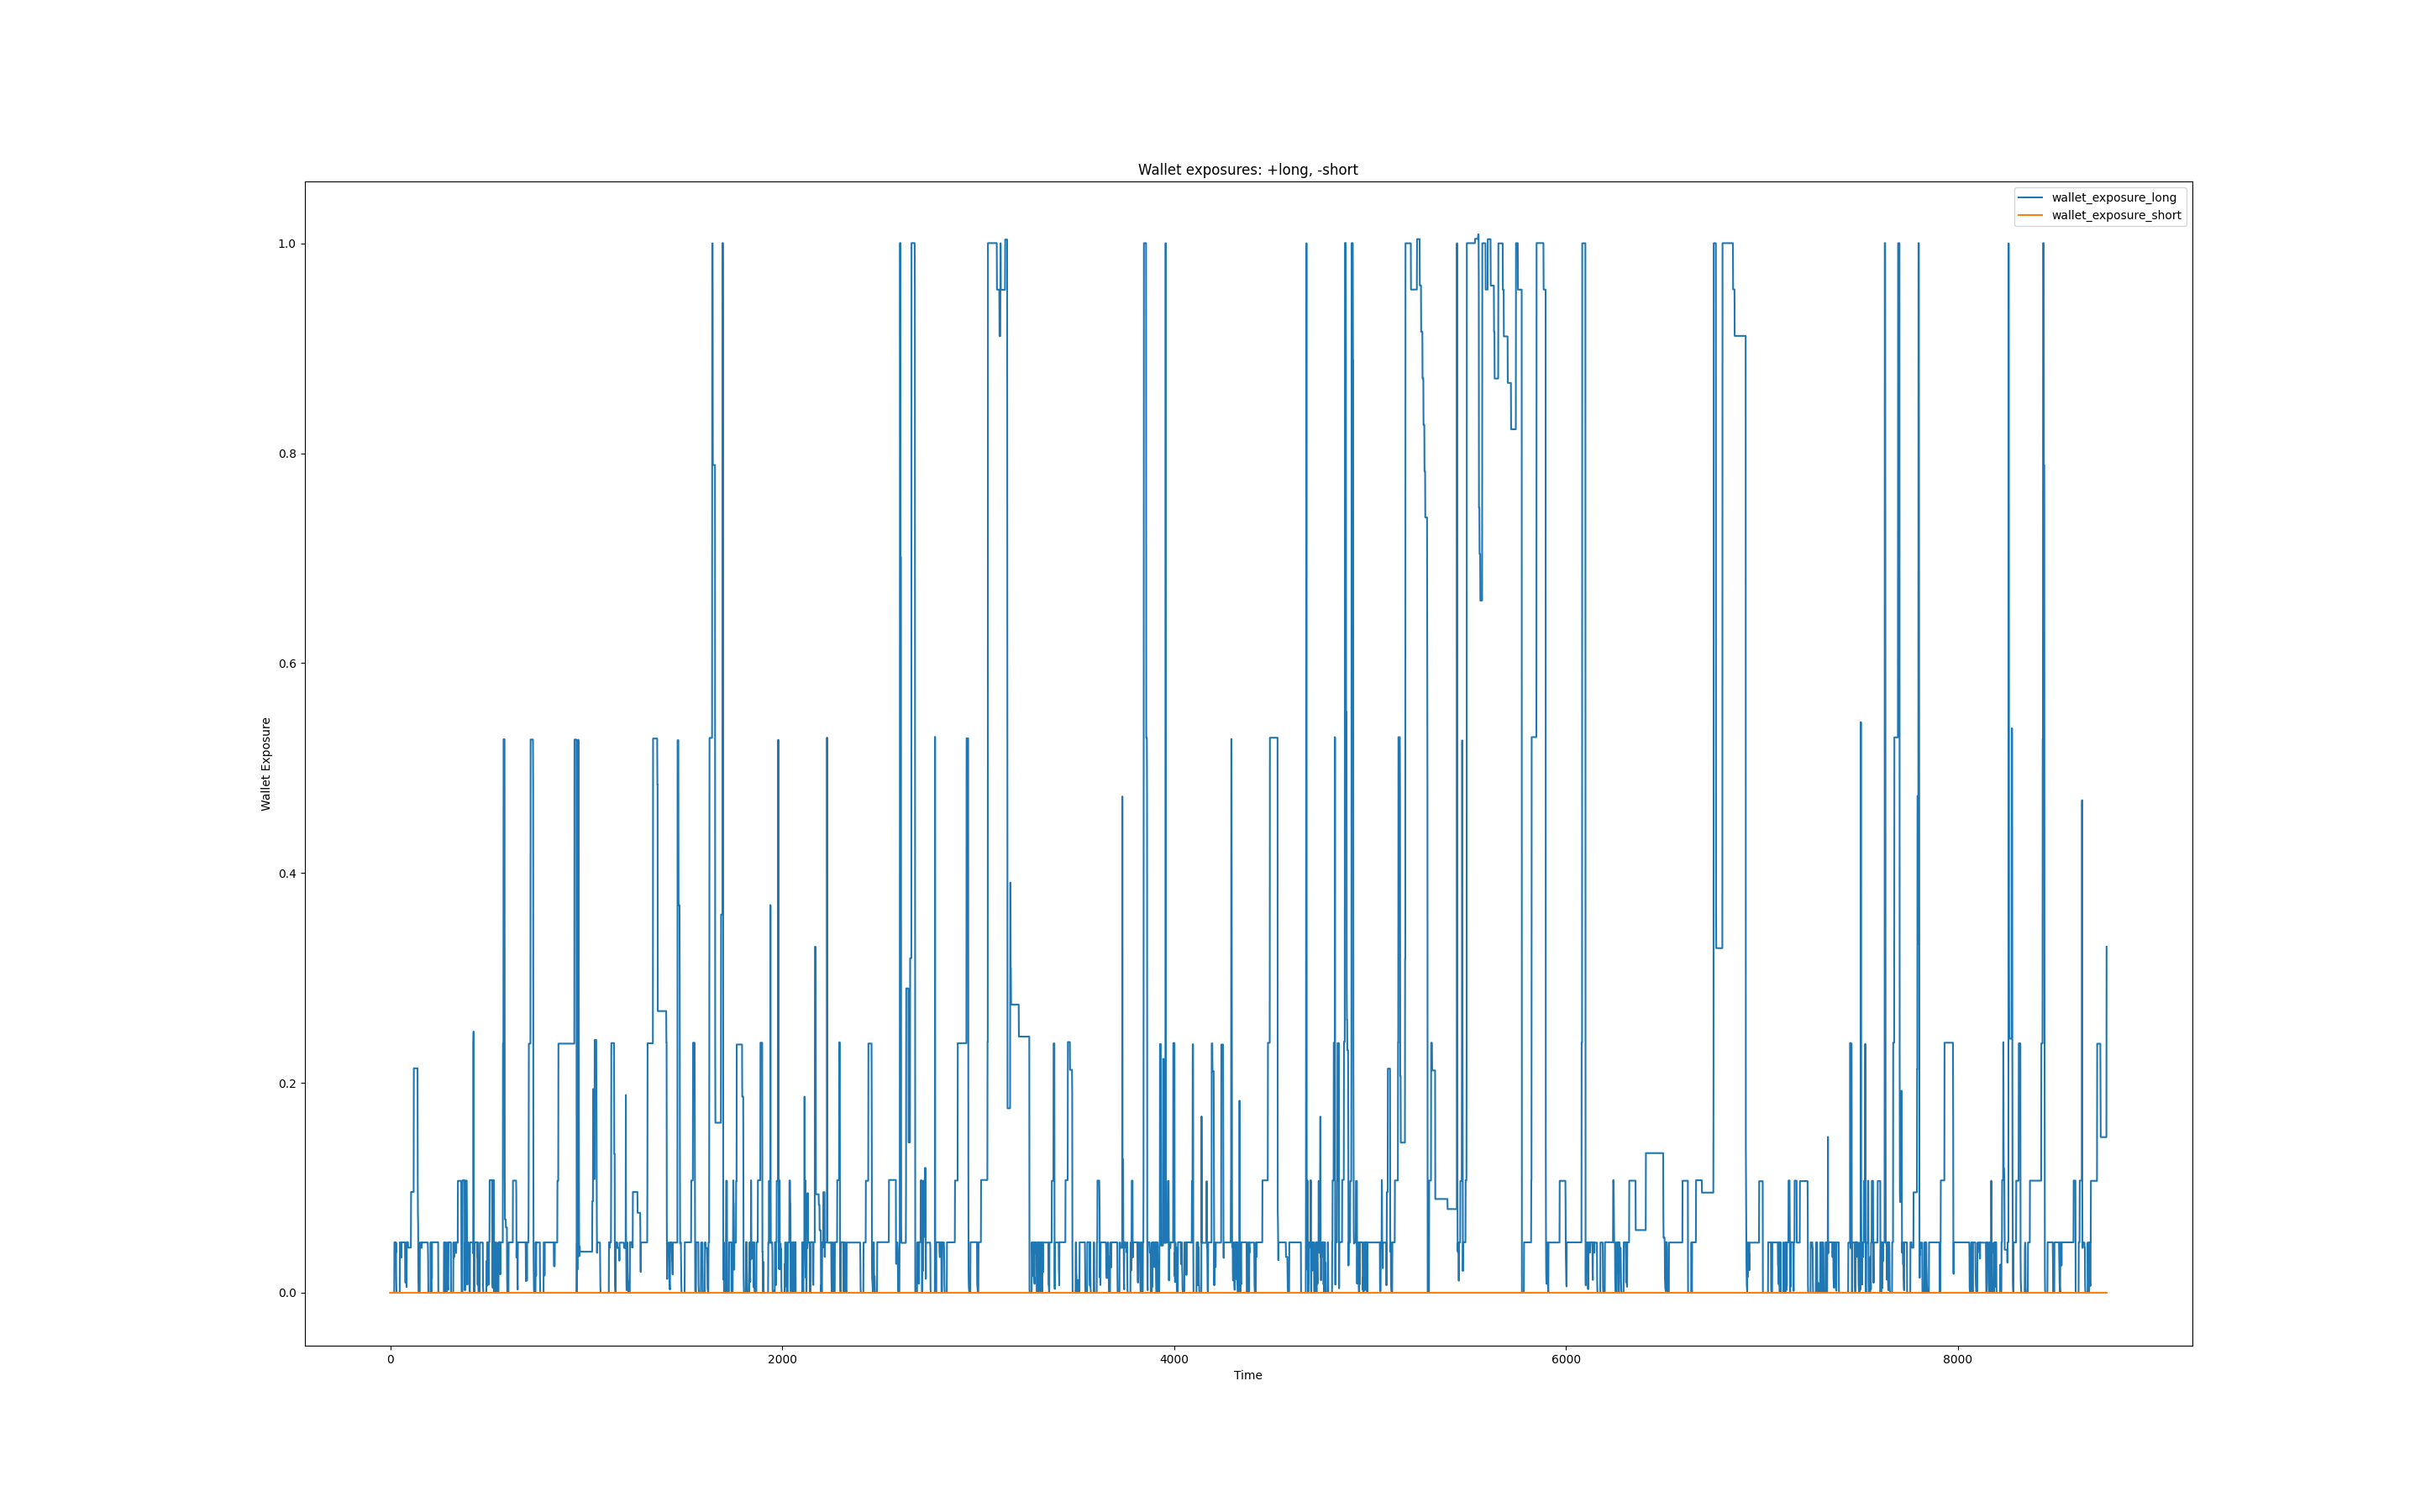 Wallet exposures: +long, -short
wallet_exposure_long
wallet_exposure_short
1.0
0.8
0.6
0.4
0.2
0.0
Wallet Exposure
0 2000 4000 6000 8000
Time